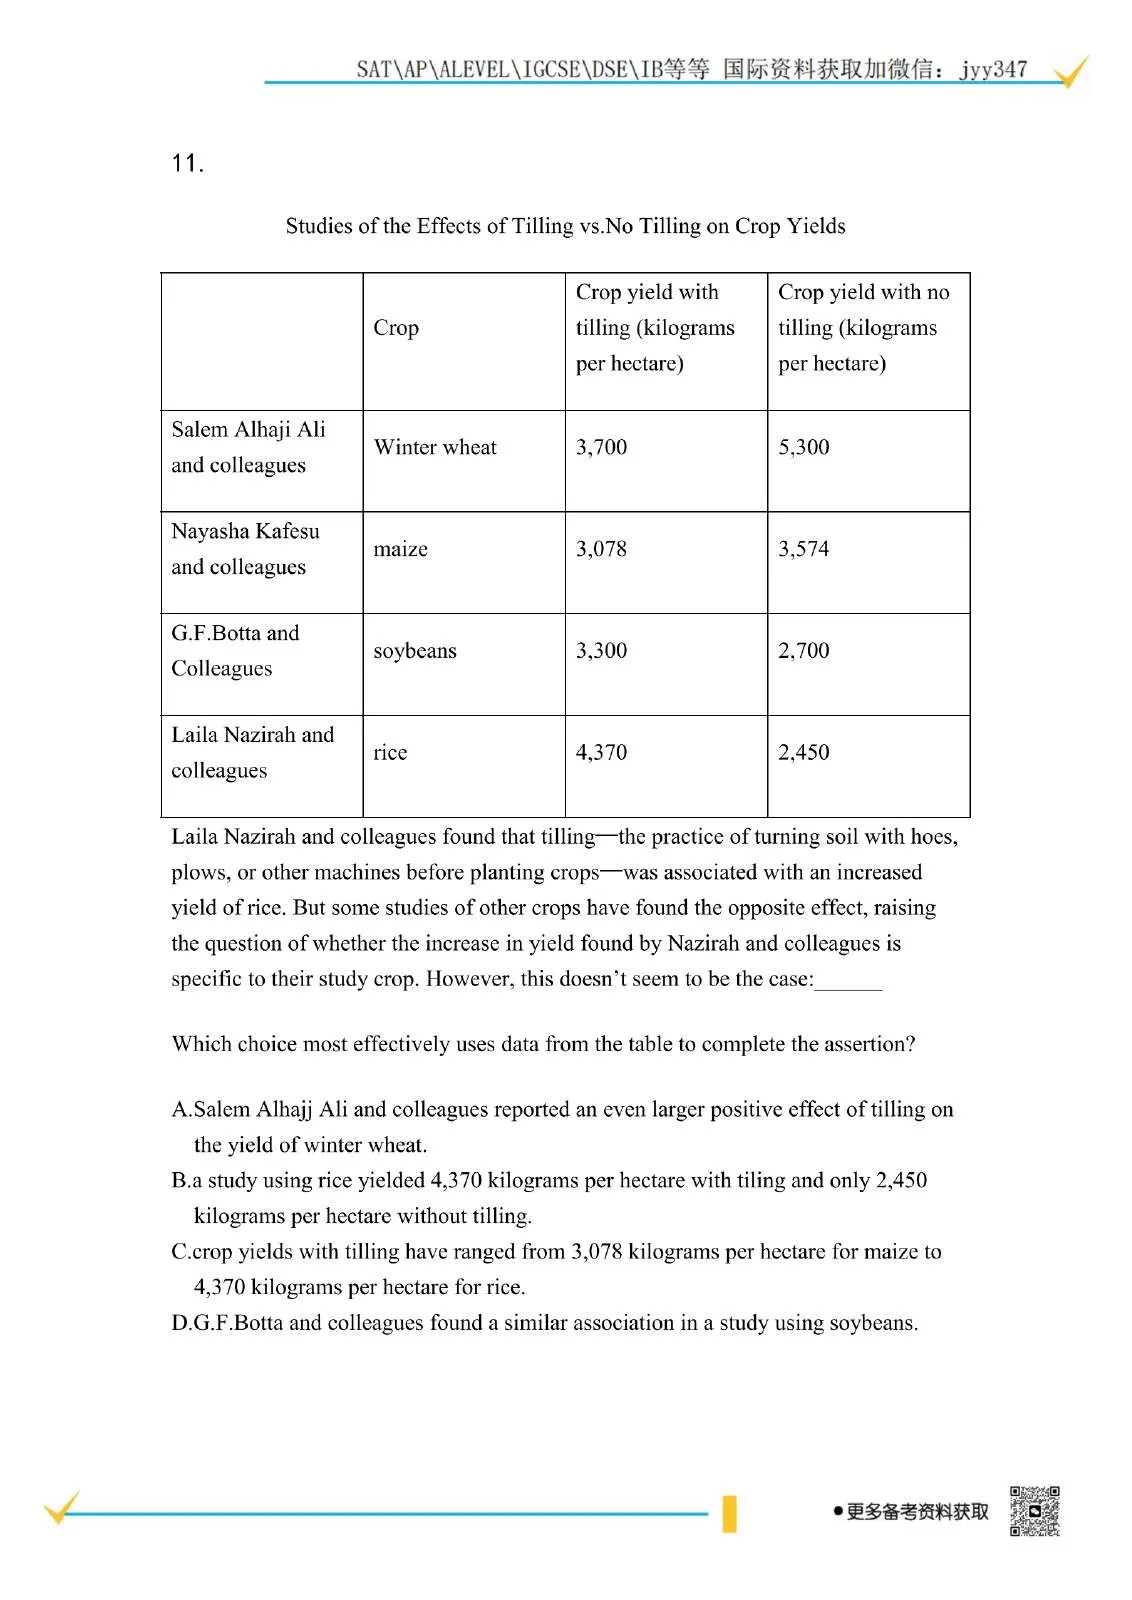 SAT\AP\ALEVEL\IGCSE\DSE\IB等等 国际资料获取加微信：jyy347
11.
Studies of the Effects of Tilling vs.No Tilling on Crop Yields
Crop
Crop yield with
tilling (kilograms
per hectare)
Crop yield with no
tilling (kilograms
per hectare)
Salem Alhaji Ali
and colleagues
Winter wheat
3,700
5,300
Nayasha Kafesu
and colleagues
maize
3,078
3,574
G.F.Botta and
Colleagues
soybeans
3,300
2,700
Laila Nazirah and
colleagues
rice
4,370
2,450
Laila Nazirah and colleagues found that tilling—the practice of turning soil with hoes,
plows, or other machines before planting crops—was associated with an increased
yield of rice. But some studies of other crops have found the opposite effect, raising
the question of whether the increase in yield found by Nazirah and colleagues is
specific to their study crop. However, this doesn't seem to be the case:______
Which choice most effectively uses data from the table to complete the assertion?
A.Salem Alhajj Ali and colleagues reported an even larger positive effect of tilling on
the yield of winter wheat.
B.a study using rice yielded 4,370 kilograms per hectare with tiling and only 2,450
kilograms per hectare without tilling.
C.crop yields with tilling have ranged from 3,078 kilograms per hectare for maize to
4,370 kilograms per hectare for rice.
D.G.F.Botta and colleagues found a similar association in a study using soybeans.
●更多备考资料获取